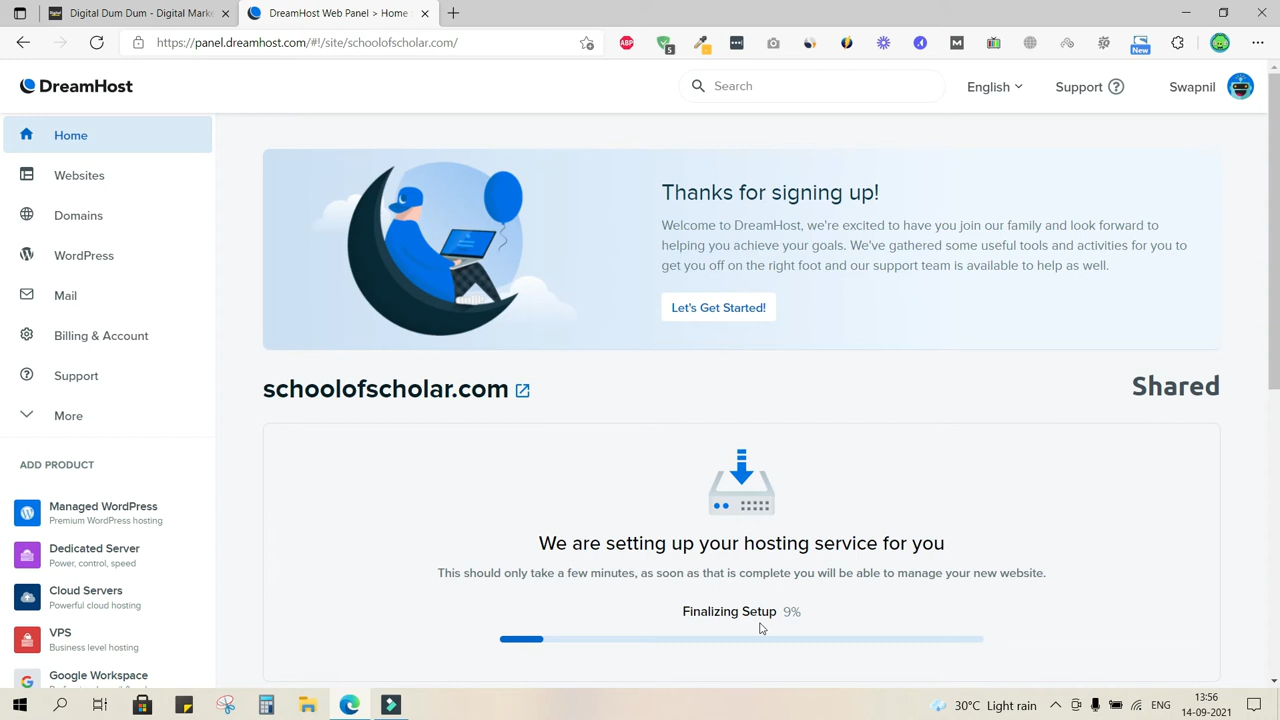 Digital Dum Dum - Digital Mark
DreamHost Web Panel > Home
https://panel.dreamhost.com/#!/site/schoolofscholar.com/
ABP
5
M
New
DreamHost
Search
English
Support
Swapnil
Home
Websites
Domains
WordPress
Mail
Billing & Account
Support
More
ADD PRODUCT
Managed WordPress
Premium WordPress hosting
Dedicated Server
Power, control, speed
Cloud Servers
Powerful cloud hosting
VPS
Business level hosting
Google Workspace
Thanks for signing up!
Welcome to DreamHost, we're excited to have you join our family and look forward to
helping you achieve your goals. We've gathered some useful tools and activities for you to
get you off on the right foot and our support team is available to help as well.
Let's Get Started!
schoolofscholar.com
Shared
We are setting up your hosting service for you
This should only take a few minutes, as soon as that is complete you will be able to manage your new website.
Finalizing Setup 9%
30°C Light rain
ENG
13:56
14-09-2021